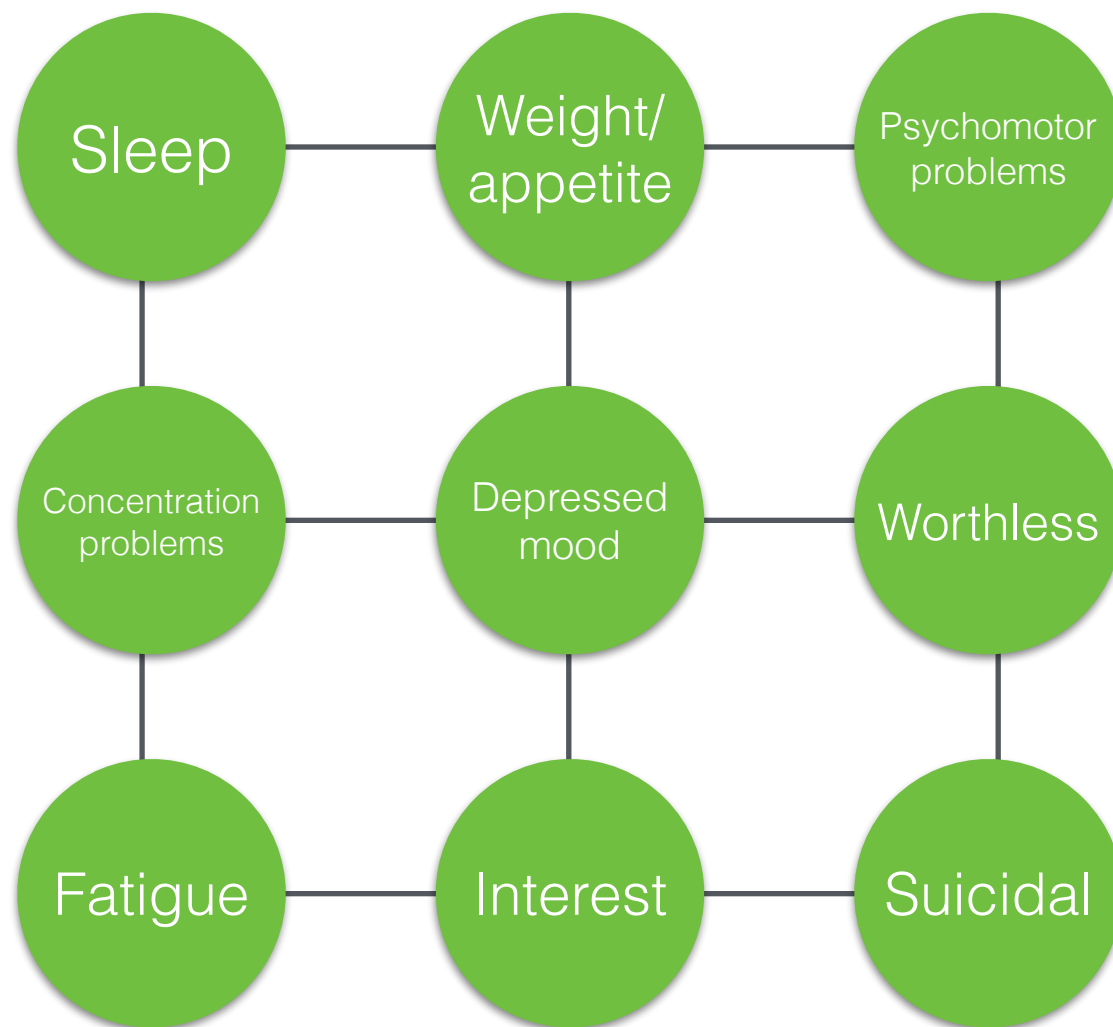 Sleep
Weight/
appetite
Psychomotor
problems
Concentration
problems
Depressed
mood
Worthless
Fatigue
Interest
Suicidal